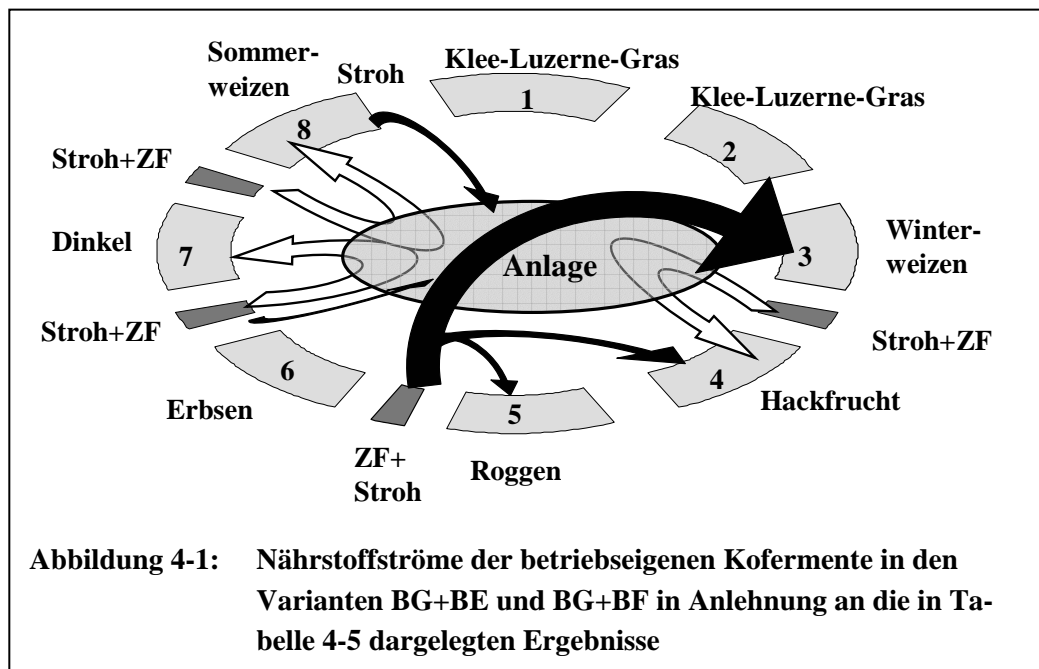 Sommer-
weizen
Stroh
Klee-Luzerne-Gras
1
Klee-Luzerne-Gras
2
8
Stroh+ZF
Dinkel
7
Anlage
3
Winter-
weizen
Stroh+ZF
Stroh+ZF
6
Erbsen
4
Hackfrucht
5
ZF+
Stroh
Roggen
Abbildung 4-1: Nährstoffströme der betriebseigenen Kofermente in den
Varianten BG+BE und BG+BF in Anlehnung an die in Ta-
belle 4-5 dargelegten Ergebnisse